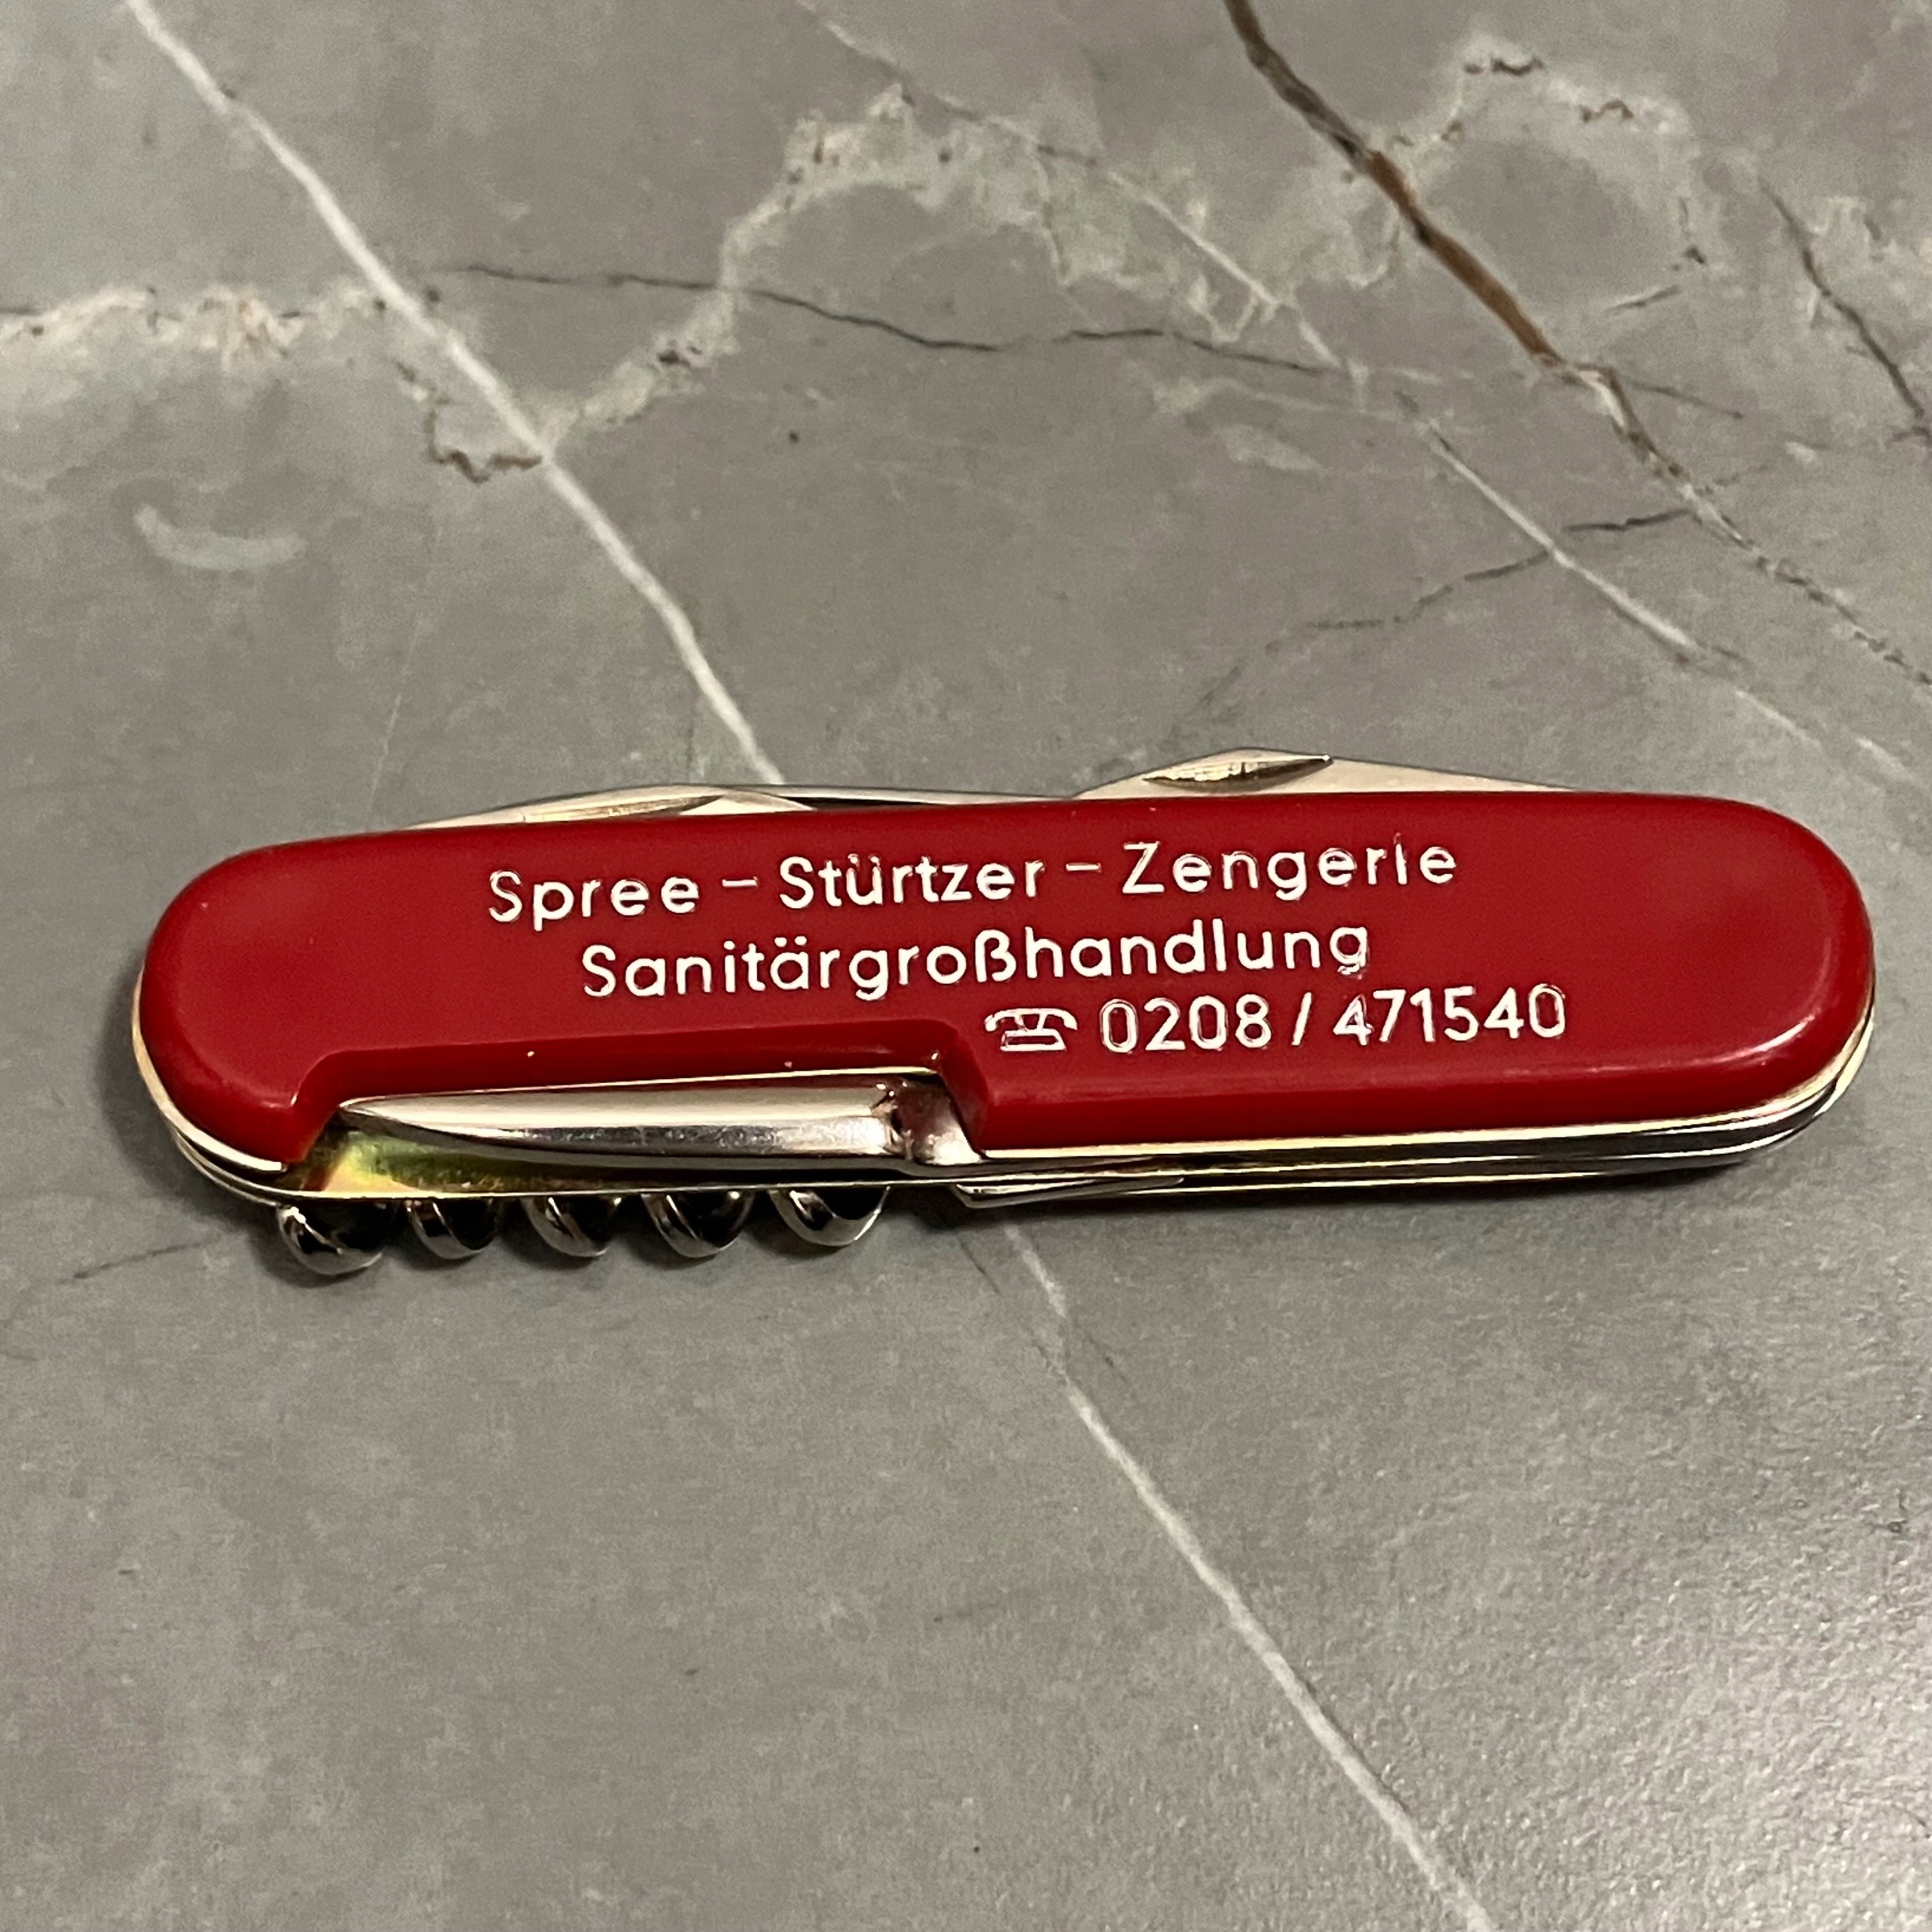 Spree - Stürtzer - Zengerle
Sanitärgroßhandlung
☎ 0208 / 471540